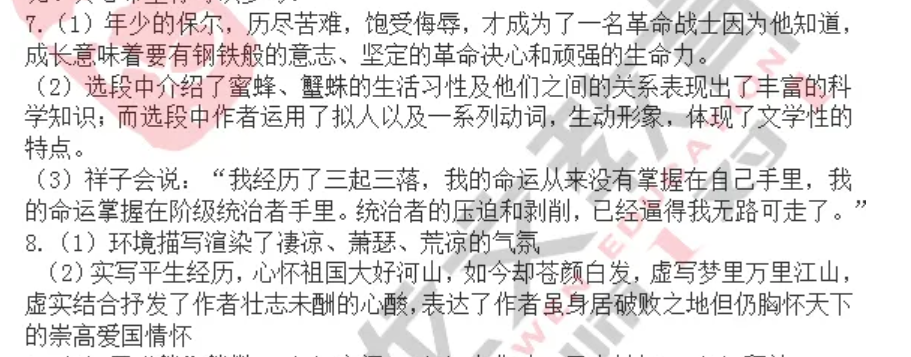 7.(1)年少的保尔，历尽苦难，饱受侮辱，才成为了一名革命战士因为他知道，
成长意味着要有钢铁般的意志、坚定的革命决心和顽强的生命力。
（2）选段中介绍了蜜蜂、蟹蛛的生活习性及他们之间的关系表现出了丰富的科
学知识；而选段中作者运用了拟人以及一系列动词，生动形象，体现了文学性的
特点。
（3）祥子会说：“我经历了三起三落，我的命运从来没有掌握在自己手里，我
的命运掌握在阶级统治者手里。统治者的压迫和剥削，已经逼得我无路可走了。”
8.（1）环境描写渲染了凄凉、萧瑟、荒凉的气氛
（2）实写平生经历，心怀祖国大好河山，如今却苍颜白发，虚写梦里万里江山，
虚实结合抒发了作者壮志未酬的心酸，表达了作者虽身居破败之地但仍胸怀天下
的崇高爱国情怀